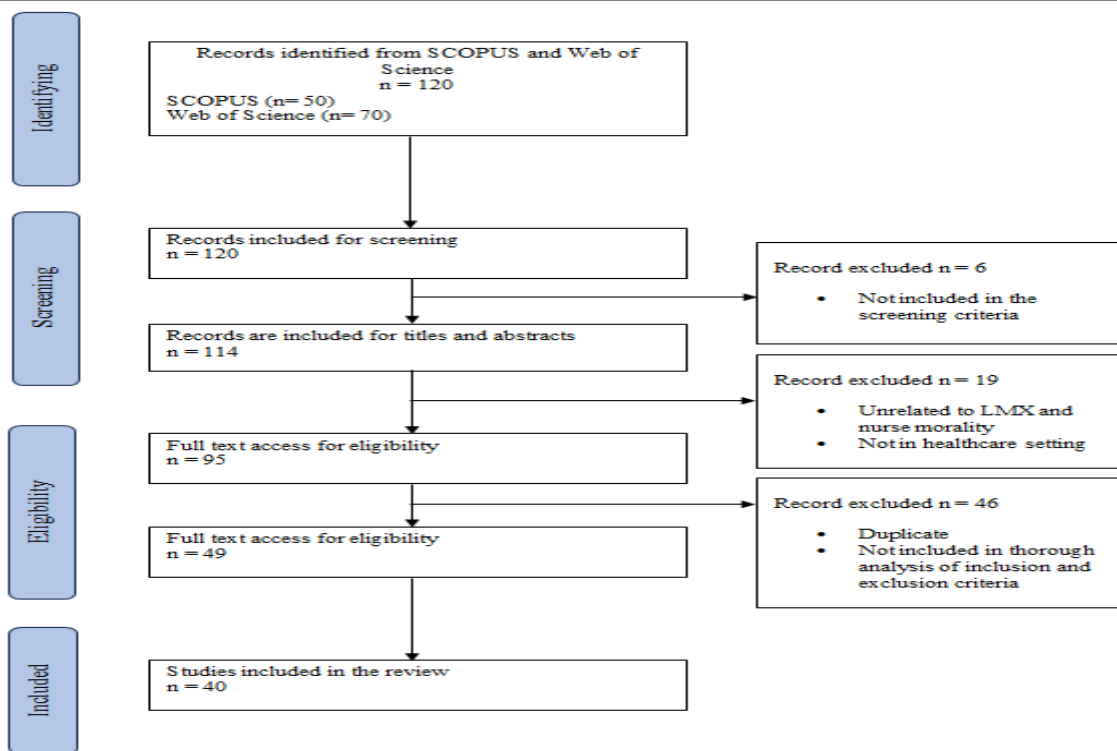 Identifying
Records identified from SCOPUS and Web of
Science
n = 120
SCOPUS (n= 50)
Web of Science (n= 70)
Screening
Records included for screening
n = 120
Record excluded n = 6
• Not included in the
screening criteria
Records are included for titles and abstracts
n = 114
Record excluded n = 19
• Unrelated to LMX and
nurse morality
• Not in healthcare setting
Eligibility
Full text access for eligibility
n = 95
Record excluded n = 46
• Duplicate
• Not included in thorough
analysis of inclusion and
exclusion criteria
Full text access for eligibility
n = 49
Included
Studies included in the review
n = 40